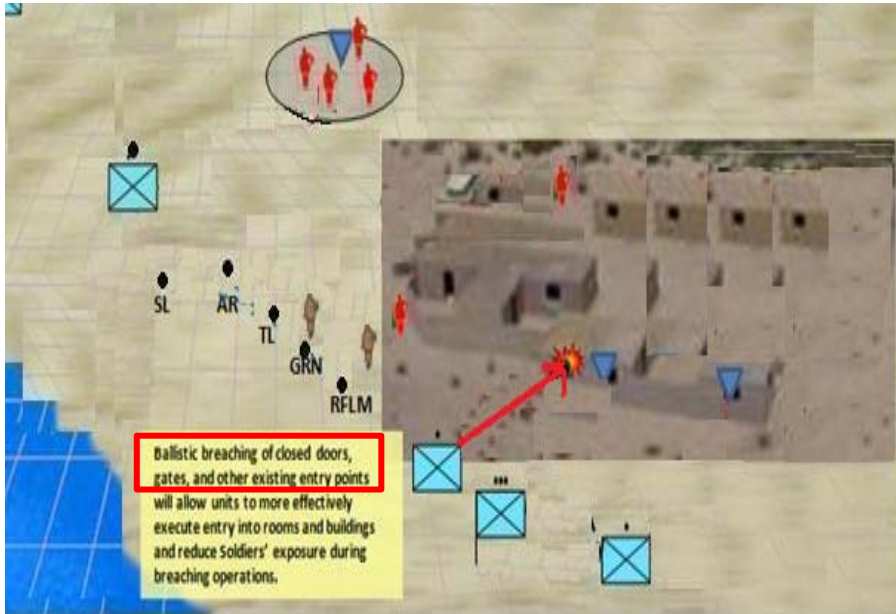 SL
AR
TL
GRN
RFLM
Ballistic breaching of closed doors,
gates, and other existing entry points
will allow units to more effectively
execute entry into rooms and buildings
and reduce Soldiers' exposure during
breaching operations.